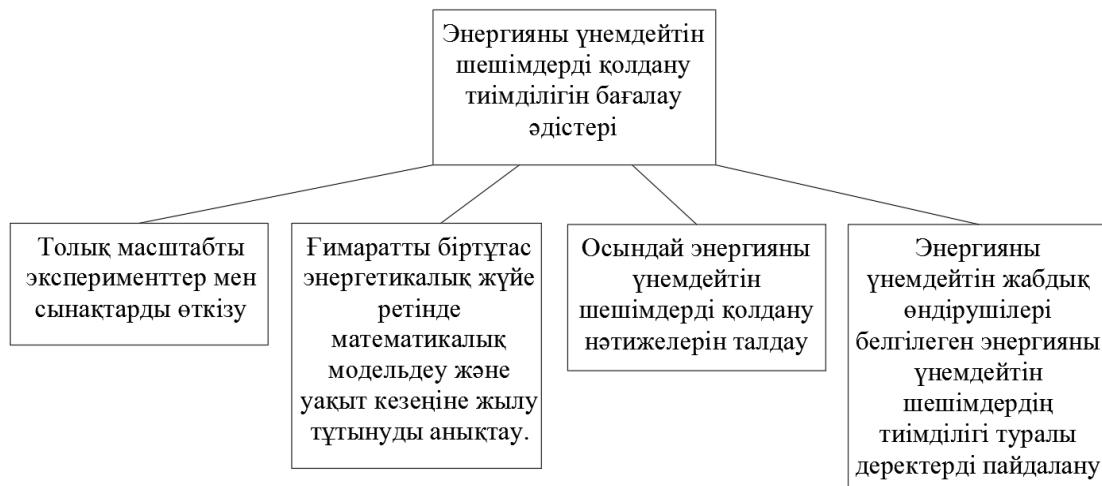 Энергияны үнемдейтін
шешімдерді қолдану
тиімділігін бағалау
әдістері
Толық масштабты
эксперименттер мен
сынақтарды өткізу
Ғимаратты біртұтас
энергетикалық жүйе
ретінде
математикалық
модельдеу және
уақыт кезеңіне жылу
тұтынуды анықтау.
Осындай энергияны
үнемдейтін
шешімдерді қолдану
нәтижелерін талдау
Энергияны
үнемдейтін жабдық
өндірушілері
белгілеген энергияны
үнемдейтін
шешімдердің
тиімділігі туралы
деректерді пайдалану